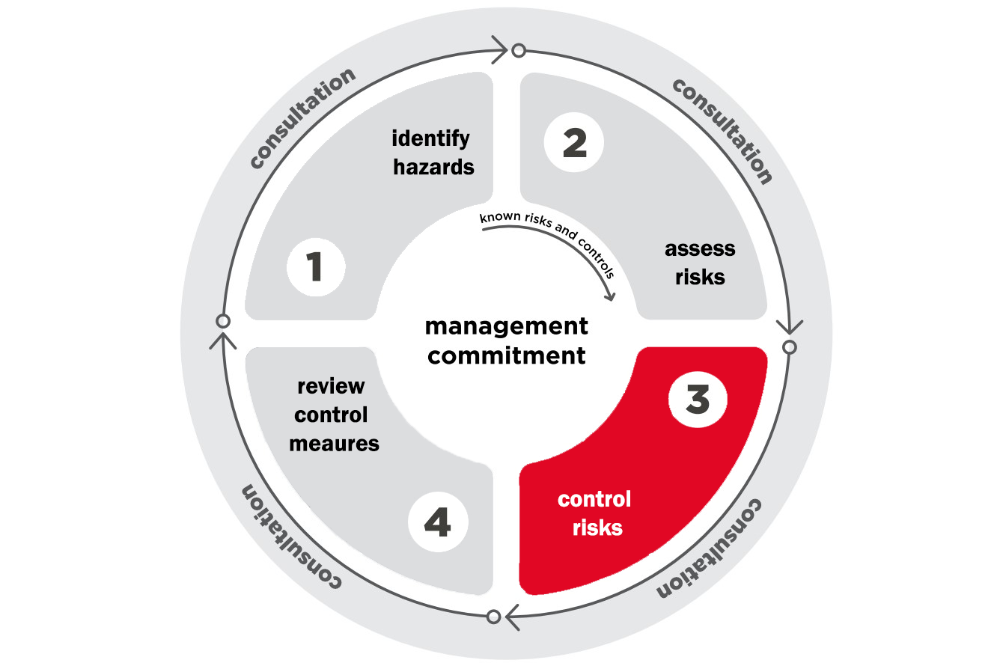 consultation
consultation
identify
hazards
1
2
assess
risks
known risks and controls
management
commitment
3
control
risks
review
control
meaures
4
consultation
consultation